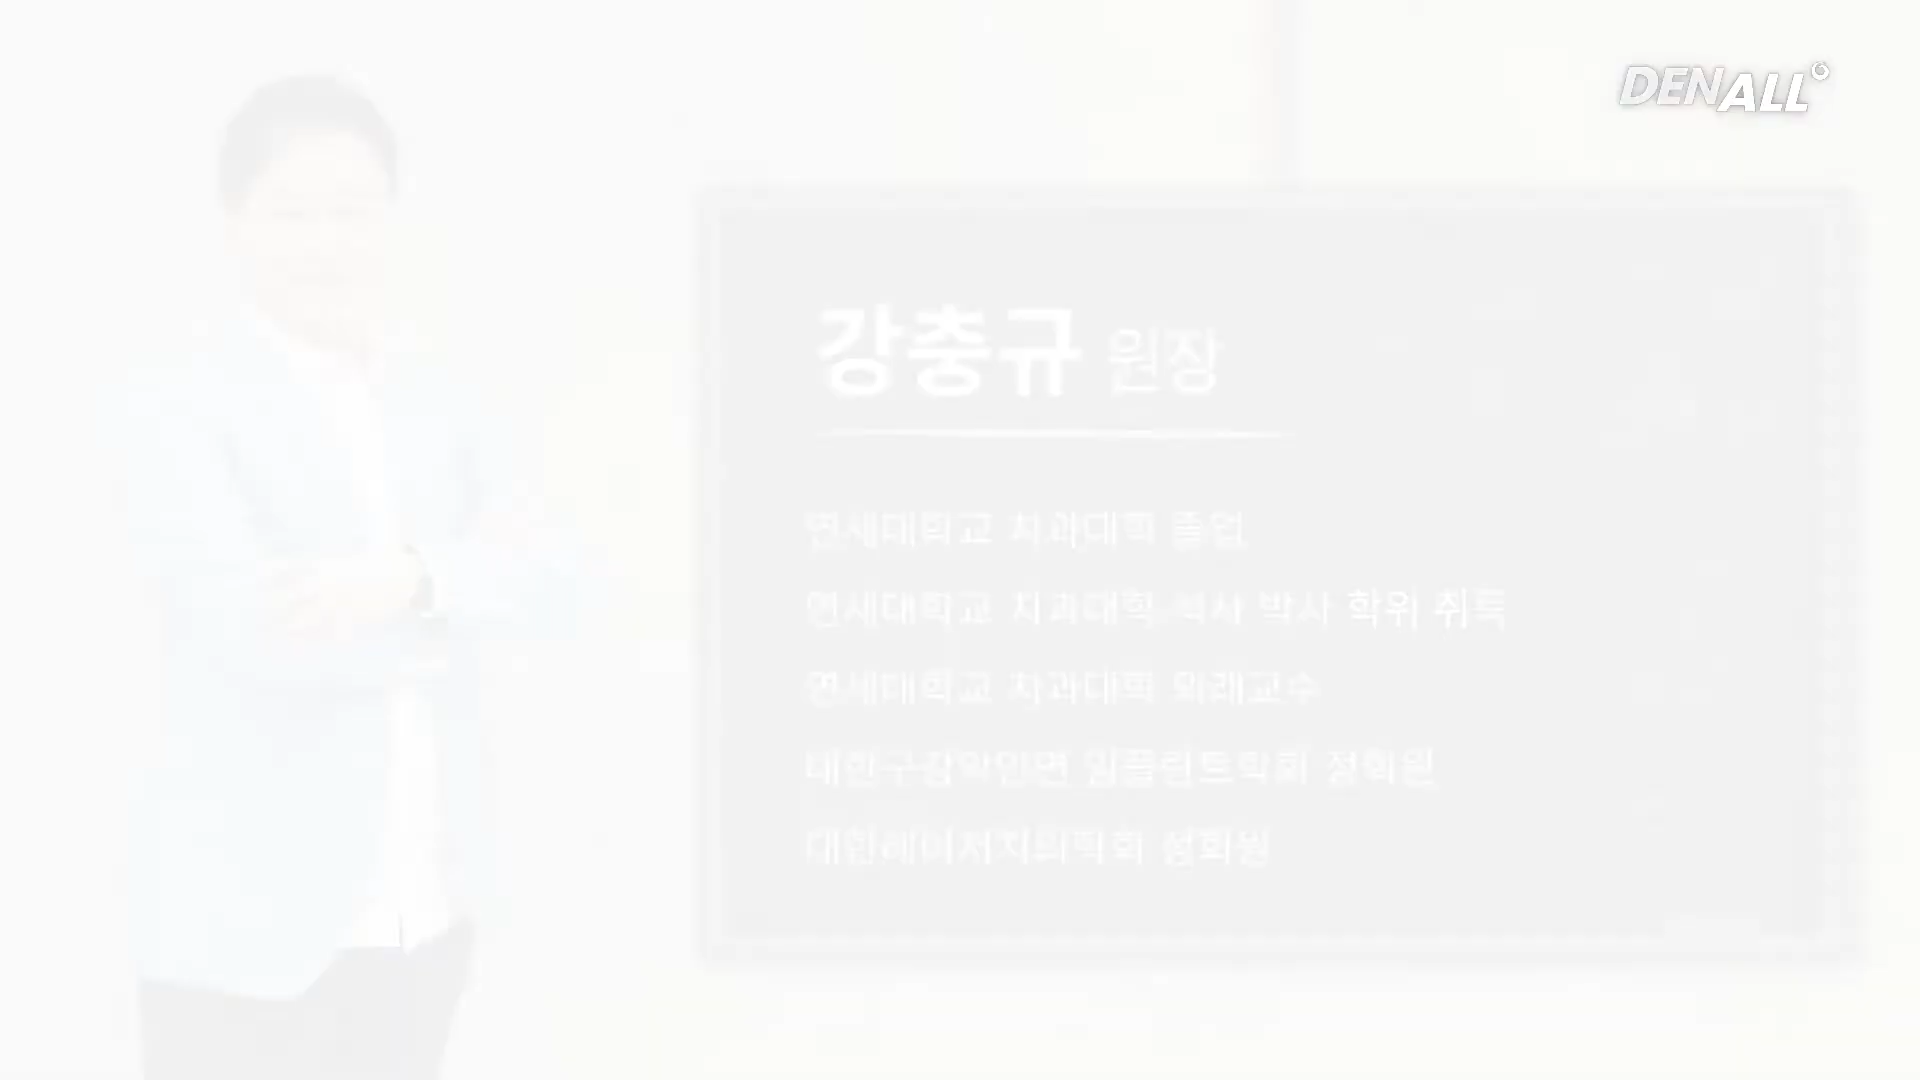 DENALL
강충규 원장
연세대학교 치과대학 졸업
연세대학교 치과대학 석사 박사 학위 취득
연세대학교 치과대학 외래교수
대한구강악안면 임플란트학회 정회원
대한레이저치의학회 정회원